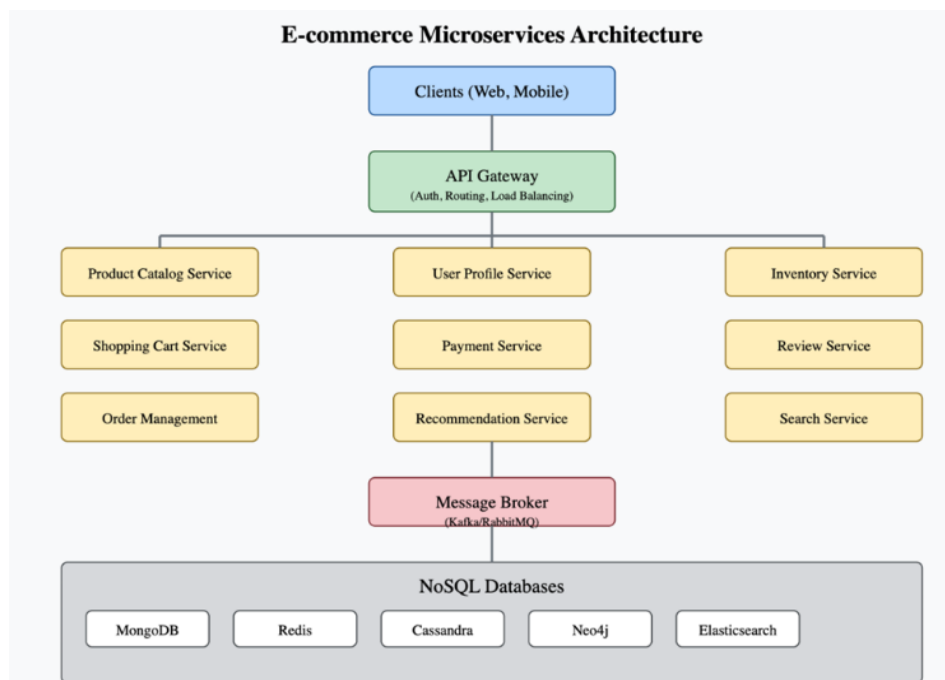 E-commerce Microservices Architecture
Clients (Web, Mobile)
API Gateway
(Auth, Routing, Load Balancing)
Product Catalog Service
User Profile Service
Inventory Service
Shopping Cart Service
Payment Service
Review Service
Order Management
Recommendation Service
Search Service
Message Broker
(Kafka/RabbitMQ)
NoSQL Databases
MongoDB
Redis
Cassandra
Neo4j
Elasticsearch